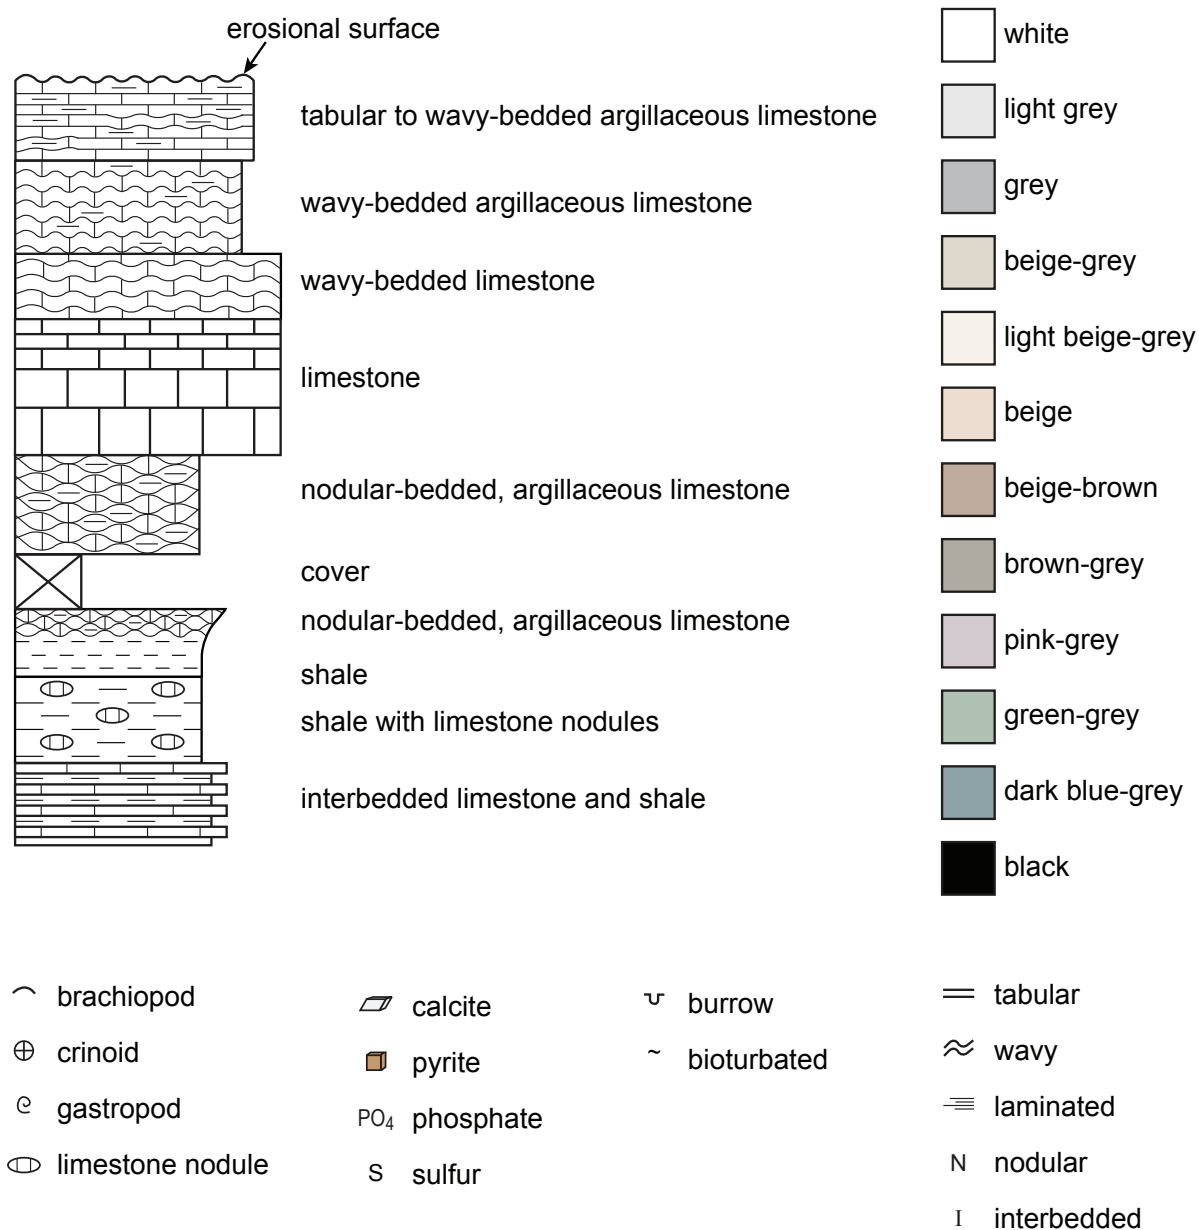 erosional surface
tabular to wavy-bedded argillaceous limestone
wavy-bedded argillaceous limestone
wavy-bedded limestone
limestone
nodular-bedded, argillaceous limestone
cover
nodular-bedded, argillaceous limestone
shale
shale with limestone nodules
interbedded limestone and shale
white
light grey
grey
beige-grey
light beige-grey
beige
beige-brown
brown-grey
pink-grey
green-grey
dark blue-grey
black
brachiopod
crinoid
gastropod
limestone nodule
calcite
pyrite
PO₄ phosphate
S sulfur
burrow
~ bioturbated
tabular
wavy
laminated
N nodular
I interbedded